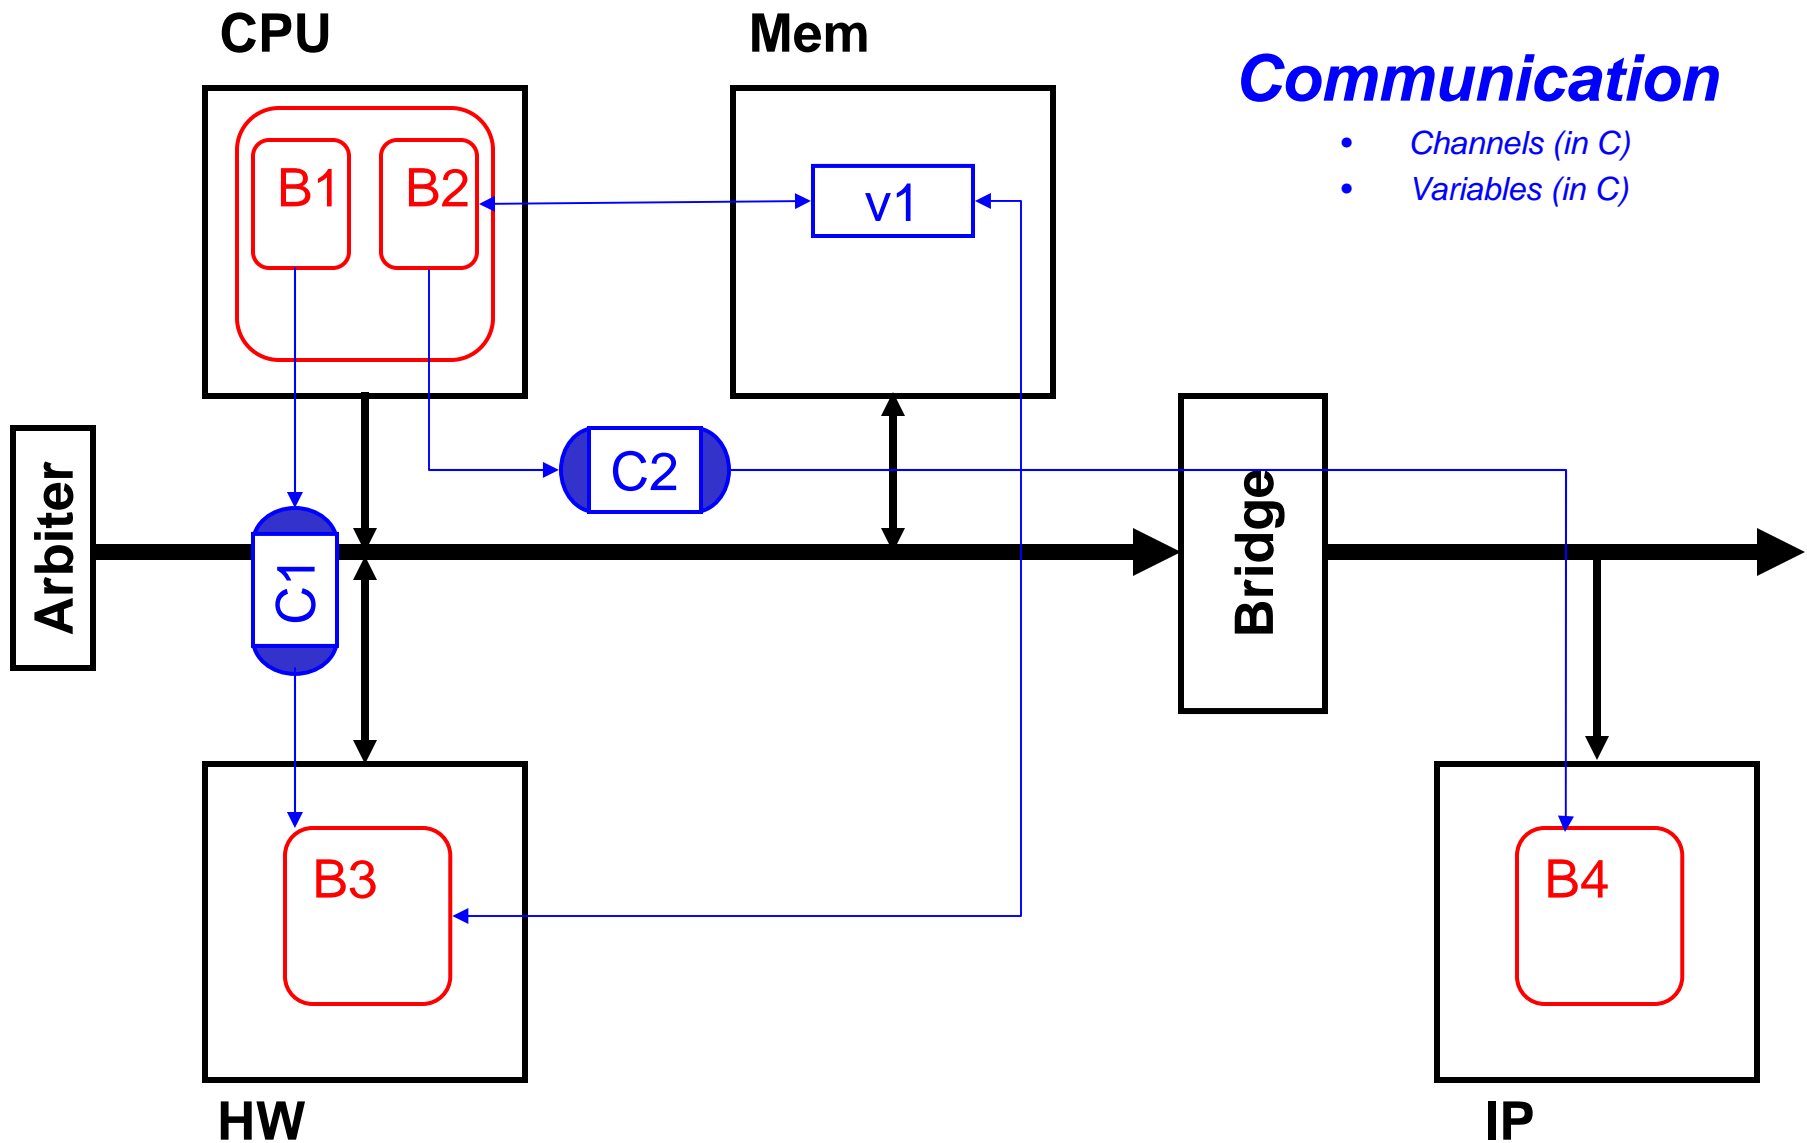 CPU
Mem
Communication
• Channels (in C)
• Variables (in C)
B1
B2
v1
C2
Arbiter
C1
Bridge
B3
B4
HW
IP